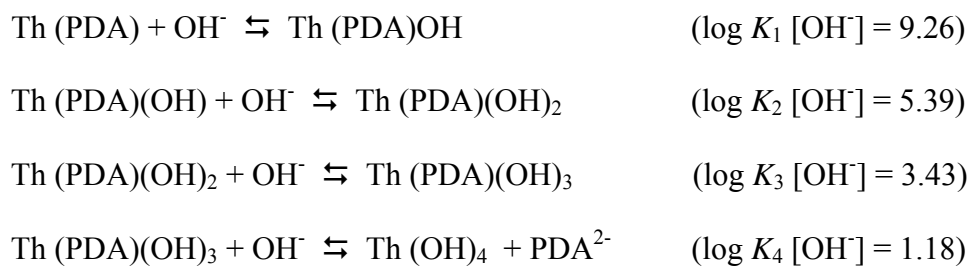 Th (PDA) + OH⁻ ⇆ Th (PDA)OH (log K₁ [OH⁻] = 9.26)
Th (PDA)(OH) + OH⁻ ⇆ Th (PDA)(OH)₂ (log K₂ [OH⁻] = 5.39)
Th (PDA)(OH)₂ + OH⁻ ⇆ Th (PDA)(OH)₃ (log K₃ [OH⁻] = 3.43)
Th (PDA)(OH)₃ + OH⁻ ⇆ Th (OH)₄ + PDA²⁻ (log K₄ [OH⁻] = 1.18)